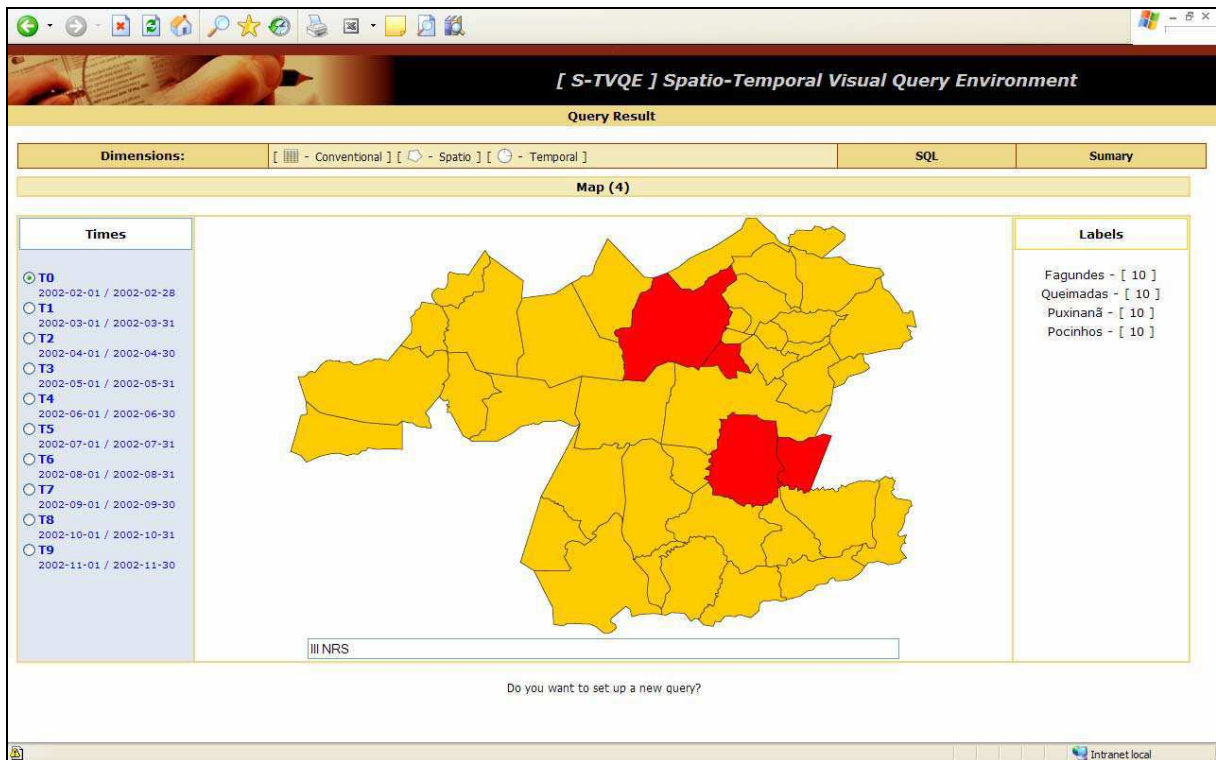 [ S-TVQE ] Spatio-Temporal Visual Query Environment
Query Result
Dimensions: [ - Conventional ] [ - Spatio ] [ - Temporal ] SQL Sumary
Map (4)
Times
T0
2002-02-01 / 2002-02-28
T1
2002-03-01 / 2002-03-31
T2
2002-04-01 / 2002-04-30
T3
2002-05-01 / 2002-05-31
T4
2002-06-01 / 2002-06-30
T5
2002-07-01 / 2002-07-31
T6
2002-08-01 / 2002-08-31
T7
2002-09-01 / 2002-09-30
T8
2002-10-01 / 2002-10-31
T9
2002-11-01 / 2002-11-30
III NRS
Labels
Fagundes - [ 10 ]
Queimadas - [ 10 ]
Puxinanã - [ 10 ]
Pocinhos - [ 10 ]
Do you want to set up a new query?
Intranet local